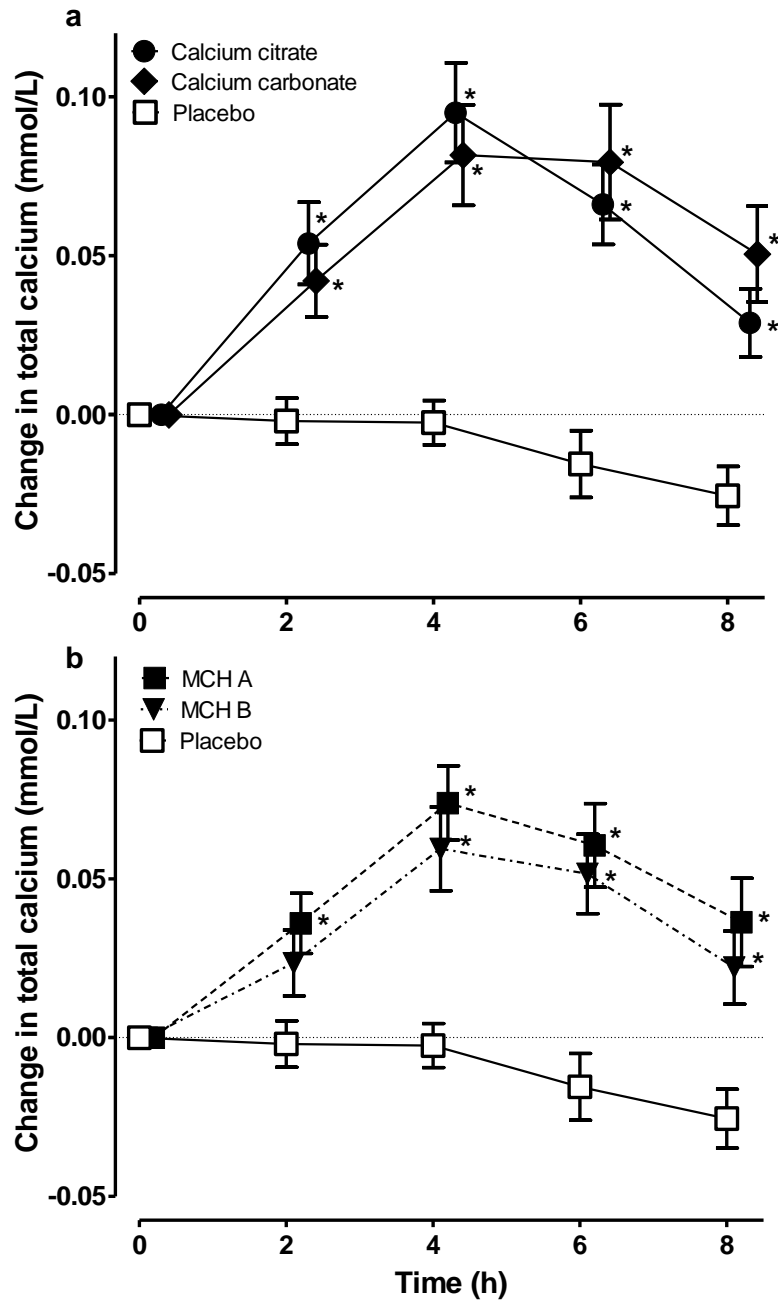 a
Calcium citrate
Calcium carbonate
Placebo
Change in total calcium (mmol/L)
0.10
0.05
0.00
-0.05
* * * * * * * *
0 2 4 6 8
b
MCH A
MCH B
Placebo
Change in total calcium (mmol/L)
0.10
0.05
0.00
-0.05
* * * * * * *
0 2 4 6 8
Time (h)